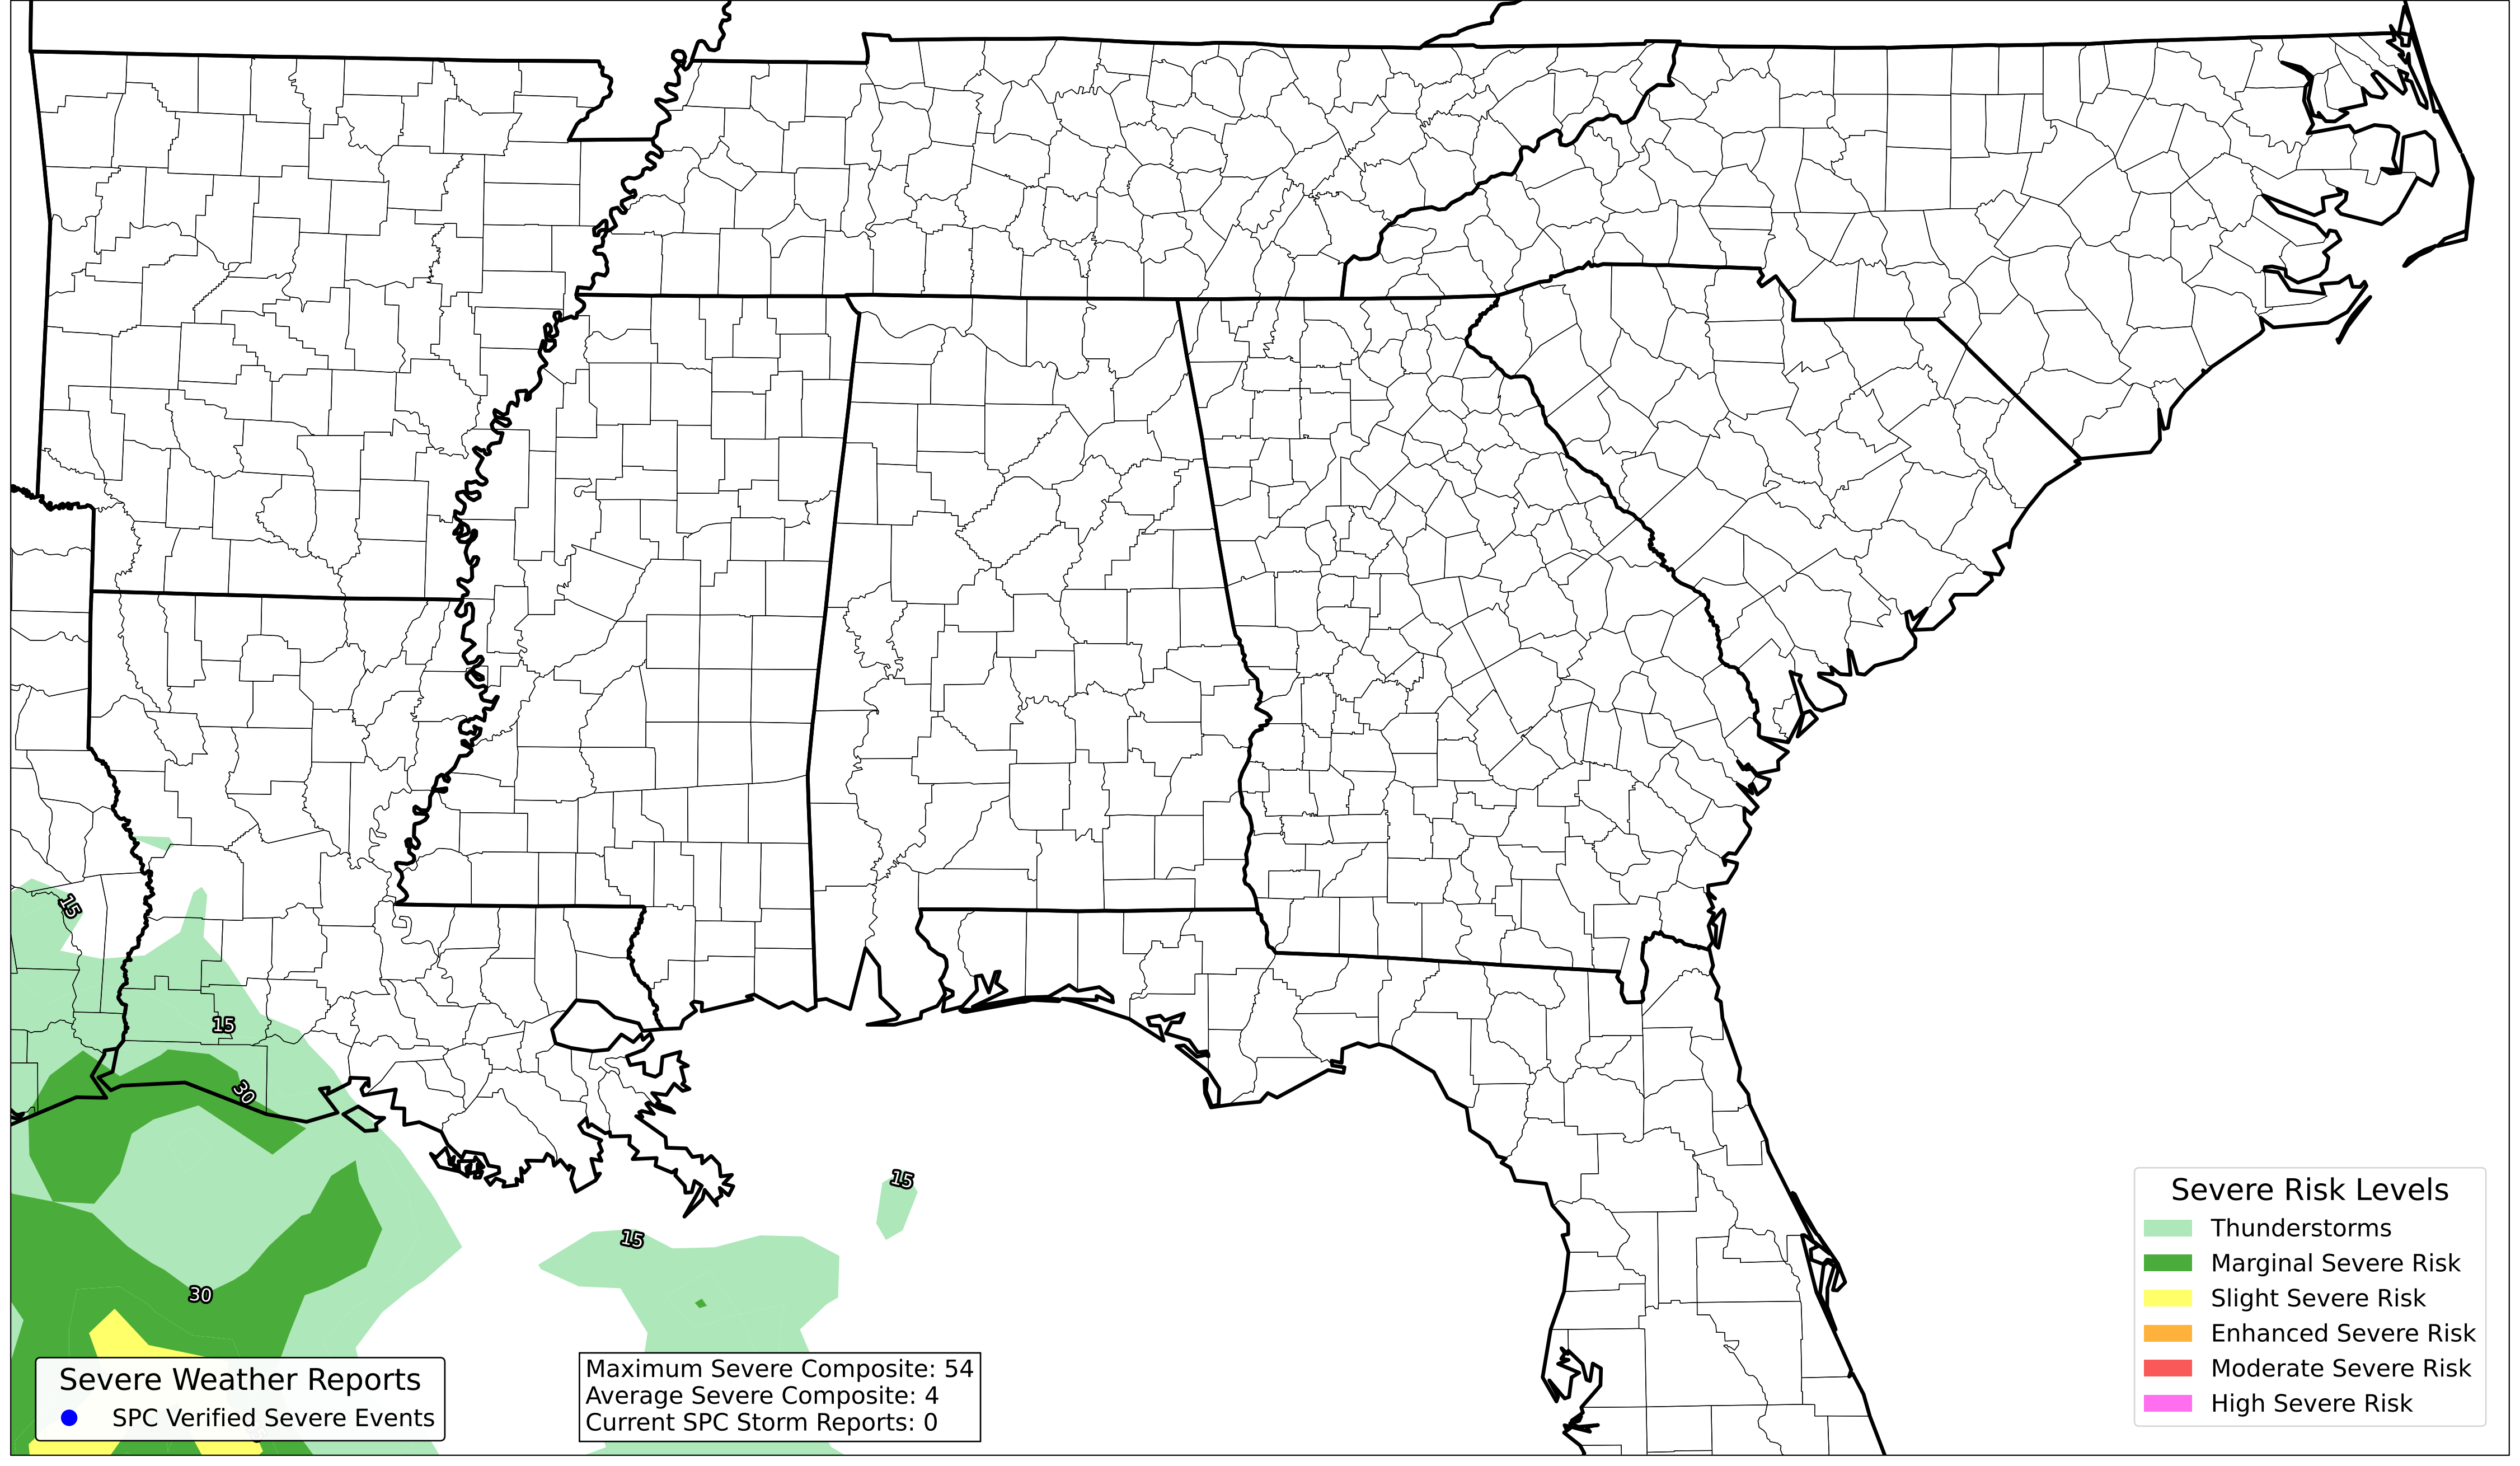 15
15
30
15
15
30
Severe Weather Reports
SPC Verified Severe Events
Maximum Severe Composite: 54
Average Severe Composite: 4
Current SPC Storm Reports: 0
Severe Risk Levels
Thunderstorms
Marginal Severe Risk
Slight Severe Risk
Enhanced Severe Risk
Moderate Severe Risk
High Severe Risk